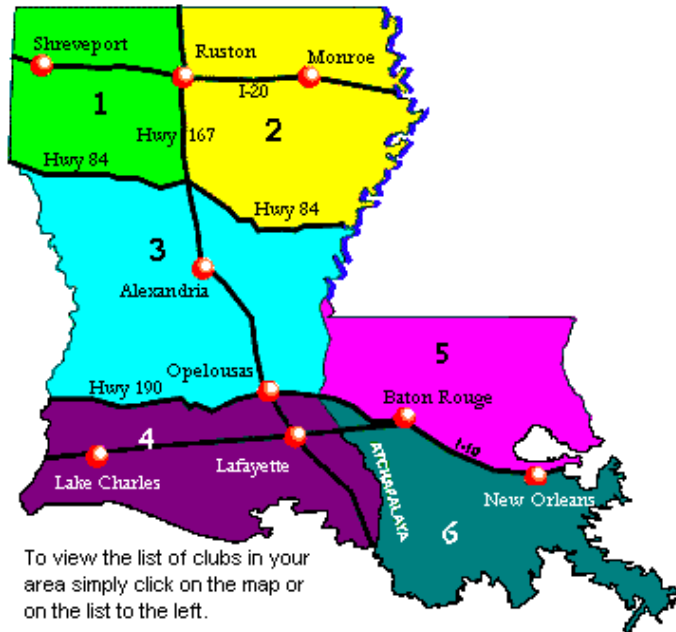 Shreveport
Ruston
Monroe
I-20
1
Hwy 167
2
Hwy 84
Hwy 84
3
Alexandria
5
Opelousas
Hwy 190
Baton Rouge
4
I-10
Lafayette
ATCHAPALAYA
Lake Charles
New Orleans
6
To view the list of clubs in your
area simply click on the map or
on the list to the left.